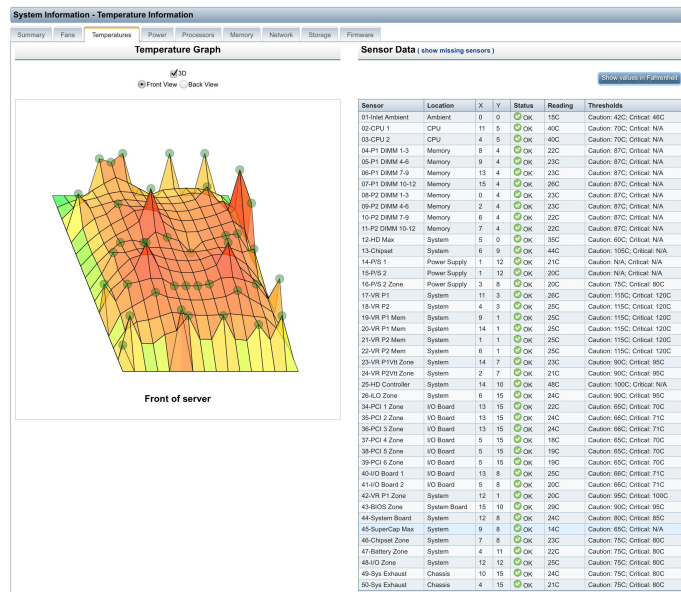 System Information - Temperature Information
Summary Fans Temperatures Power Processors Memory Network Storage Firmware
Temperature Graph
3D
Front View Back View
Front of server
Sensor Data ( show missing sensors )
Show values in Fahrenheit
Sensor Location X Y Status Reading Thresholds
01-Inlet Ambient Ambient 0 0 OK 15C Caution: 42C; Critical: 46C
02-CPU 1 CPU 11 5 OK 40C Caution: 70C; Critical: N/A
03-CPU 2 CPU 4 5 OK 40C Caution: 70C; Critical: N/A
04-P1 DIMM 1-3 Memory 8 4 OK 22C Caution: 87C; Critical: N/A
05-P1 DIMM 4-6 Memory 9 4 OK 23C Caution: 87C; Critical: N/A
06-P1 DIMM 7-9 Memory 13 4 OK 23C Caution: 87C; Critical: N/A
07-P1 DIMM 10-12 Memory 15 4 OK 26C Caution: 87C; Critical: N/A
08-P2 DIMM 1-3 Memory 0 4 OK 23C Caution: 87C; Critical: N/A
09-P2 DIMM 4-6 Memory 2 4 OK 23C Caution: 87C; Critical: N/A
10-P2 DIMM 7-9 Memory 6 4 OK 22C Caution: 87C; Critical: N/A
11-P2 DIMM 10-12 Memory 7 4 OK 22C Caution: 87C; Critical: N/A
12-HD Max System 5 0 OK 35C Caution: 60C; Critical: N/A
13-Chipset System 6 9 OK 44C Caution: 105C; Critical: N/A
14-P/S 1 Power Supply 1 12 OK 21C Caution: N/A; Critical: N/A
15-P/S 2 Power Supply 1 12 OK 20C Caution: N/A; Critical: N/A
16-P/S 2 Zone Power Supply 3 8 OK 20C Caution: 75C; Critical: 80C
17-VR P1 System 11 3 OK 26C Caution: 115C; Critical: 120C
18-VR P2 System 4 3 OK 25C Caution: 115C; Critical: 120C
19-VR P1 Mem System 9 1 OK 25C Caution: 115C; Critical: 120C
20-VR P1 Mem System 14 1 OK 25C Caution: 115C; Critical: 120C
21-VR P2 Mem System 1 1 OK 25C Caution: 115C; Critical: 120C
22-VR P2 Mem System 6 1 OK 25C Caution: 115C; Critical: 120C
23-VR P1Vtt Zone System 14 7 OK 23C Caution: 90C; Critical: 95C
24-VR P2Vtt Zone System 2 7 OK 21C Caution: 90C; Critical: 95C
25-HD Controller System 14 10 OK 48C Caution: 100C; Critical: N/A
26-iLO Zone System 6 15 OK 24C Caution: 90C; Critical: 95C
34-PCI 1 Zone I/O Board 13 15 OK 22C Caution: 65C; Critical: 70C
35-PCI 2 Zone I/O Board 13 15 OK 24C Caution: 66C; Critical: 71C
36-PCI 3 Zone I/O Board 13 15 OK 24C Caution: 66C; Critical: 71C
37-PCI 4 Zone I/O Board 5 15 OK 18C Caution: 65C; Critical: 70C
38-PCI 5 Zone I/O Board 5 15 OK 19C Caution: 65C; Critical: 70C
39-PCI 6 Zone I/O Board 5 15 OK 19C Caution: 65C; Critical: 70C
40-I/O Board 1 I/O Board 13 8 OK 25C Caution: 66C; Critical: 71C
41-I/O Board 2 I/O Board 5 8 OK 20C Caution: 66C; Critical: 71C
42-VR P1 Zone System 12 1 OK 20C Caution: 95C; Critical: 100C
43-BIOS Zone System Board 15 10 OK 29C Caution: 90C; Critical: 95C
44-System Board System 12 8 OK 24C Caution: 80C; Critical: 85C
45-SuperCap Max System 9 8 OK 14C Caution: 65C; Critical: N/A
46-Chipset Zone System 7 8 OK 23C Caution: 75C; Critical: 80C
47-Battery Zone System 4 11 OK 22C Caution: 75C; Critical: 80C
48-I/O Zone System 12 12 OK 25C Caution: 75C; Critical: 80C
49-Sys Exhaust Chassis 10 15 OK 24C Caution: 75C; Critical: 80C
50-Sys Exhaust Chassis 4 15 OK 21C Caution: 75C; Critical: 80C